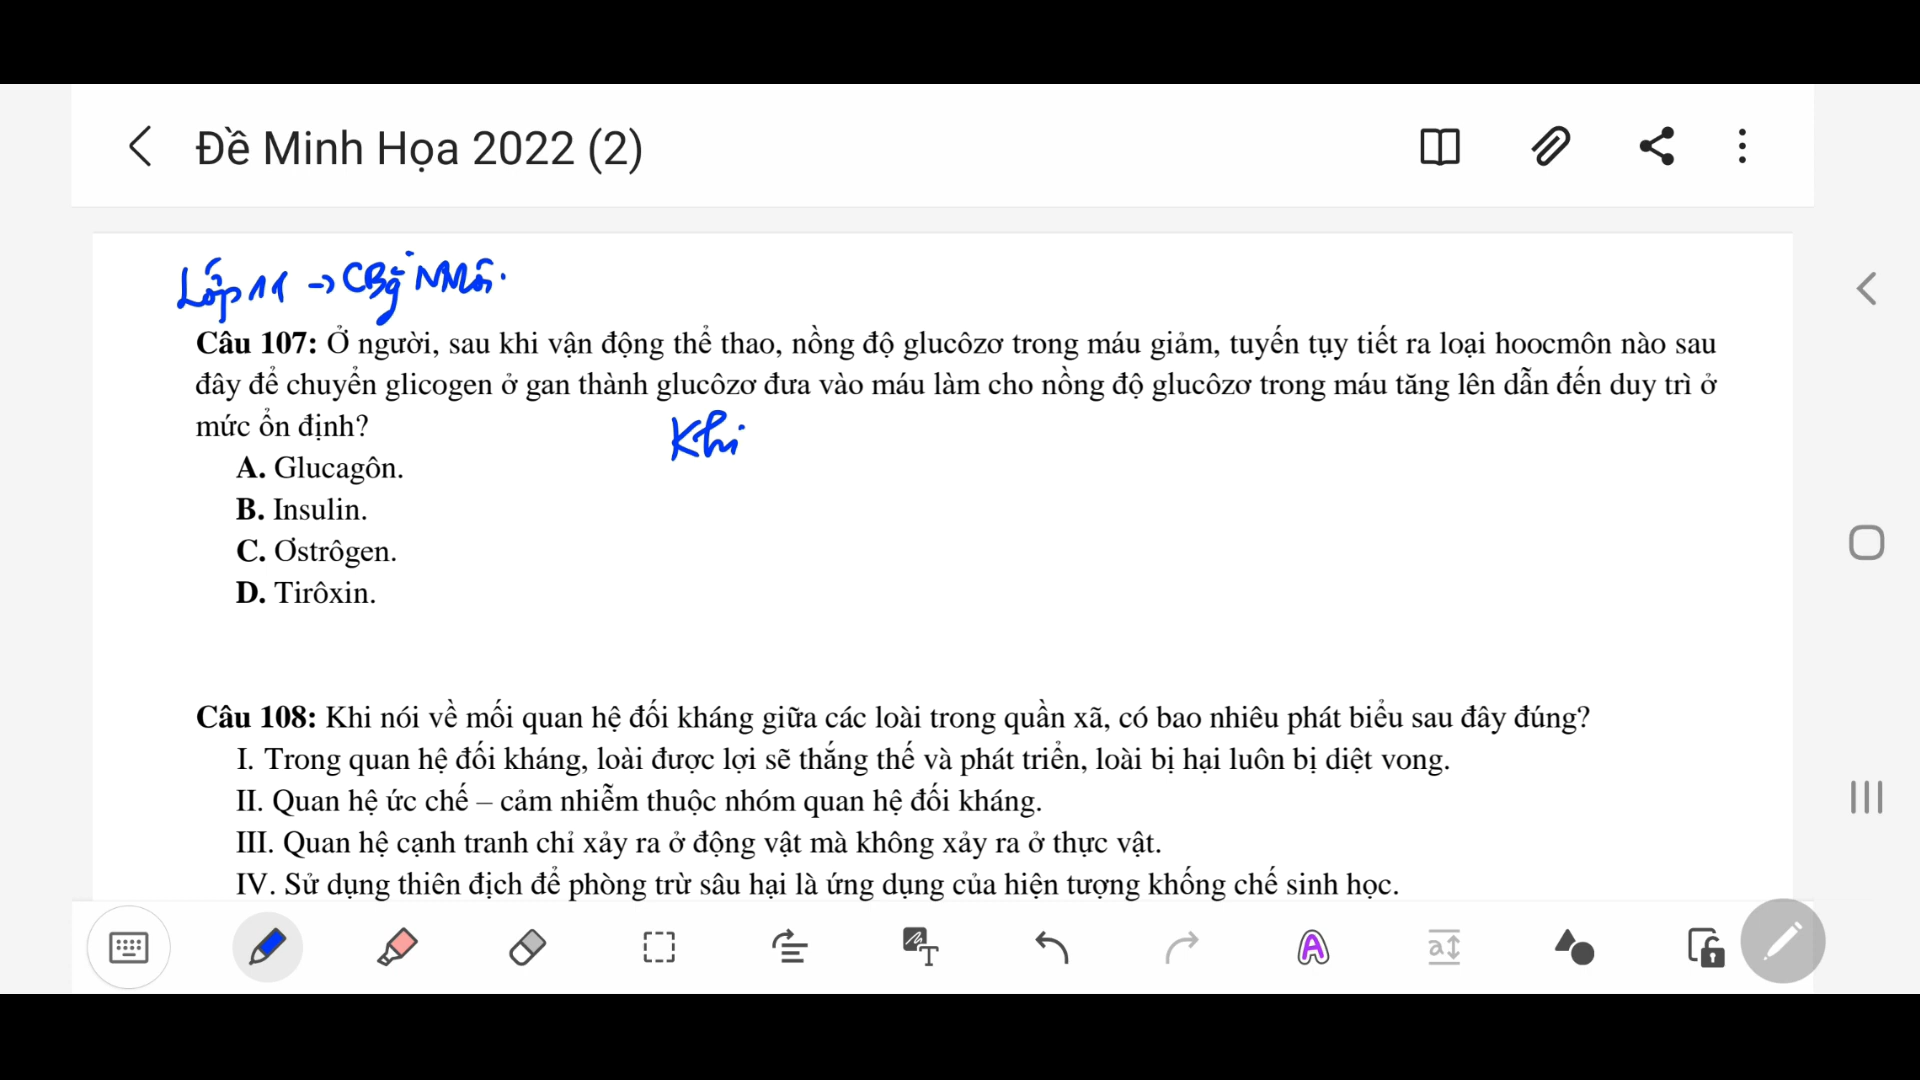 Đề Minh Họa 2022 (2)
Lớp 11 → CBg NMôi.
Câu 107: Ở người, sau khi vận động thể thao, nồng độ glucôzơ trong máu giảm, tuyến tụy tiết ra loại hoocmôn nào sau
đây để chuyển glicogen ở gan thành glucôzơ đưa vào máu làm cho nồng độ glucôzơ trong máu tăng lên dẫn đến duy trì ở
mức ổn định?
Khi
A. Glucagôn.
B. Insulin.
C. Ơstrôgen.
D. Tirôxin.
Câu 108: Khi nói về mối quan hệ đối kháng giữa các loài trong quần xã, có bao nhiêu phát biểu sau đây đúng?
I. Trong quan hệ đối kháng, loài được lợi sẽ thắng thế và phát triển, loài bị hại luôn bị diệt vong.
II. Quan hệ ức chế – cảm nhiễm thuộc nhóm quan hệ đối kháng.
III. Quan hệ cạnh tranh chỉ xảy ra ở động vật mà không xảy ra ở thực vật.
IV. Sử dụng thiên địch để phòng trừ sâu hại là ứng dụng của hiện tượng khống chế sinh học.